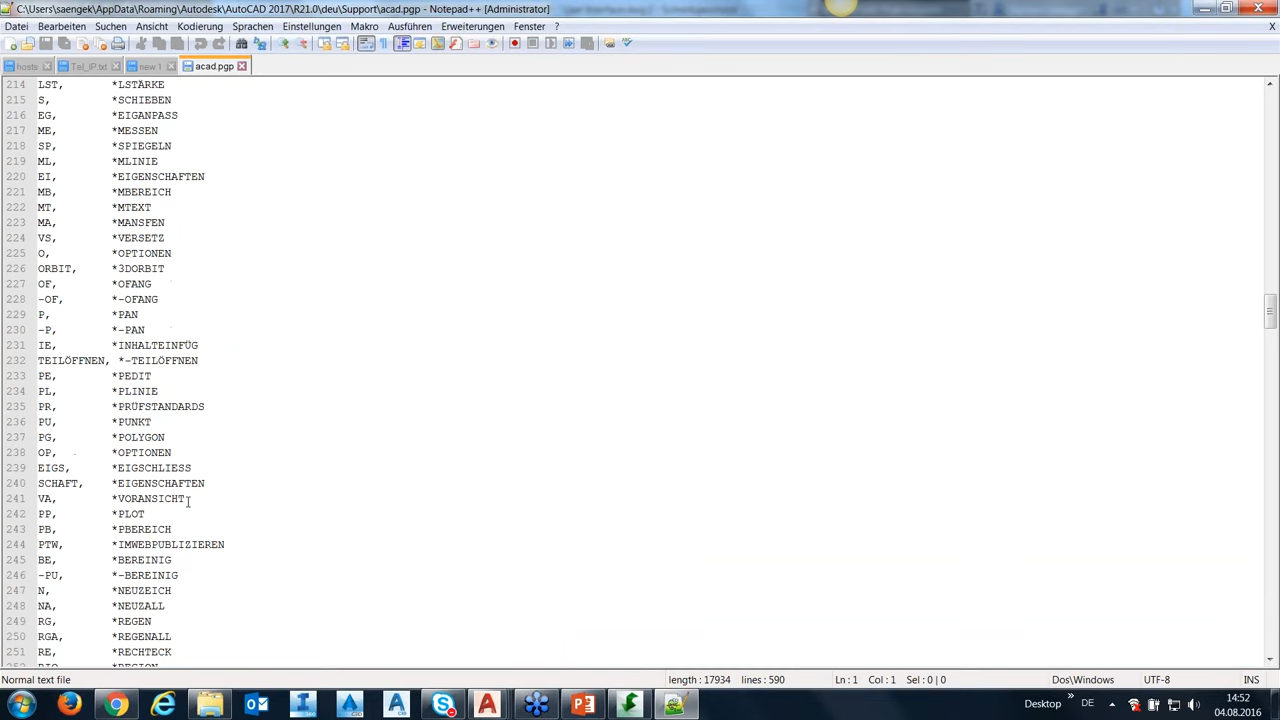 C:\Users\saengek\AppData\Roaming\Autodesk\AutoCAD 2017\R21.0\deu\Support\acad.pgp - Notepad++ [Administrator]
Datei Bearbeiten Suchen Ansicht Kodierung Sprachen Einstellungen Makro Ausführen Erweiterungen Fenster ? X
hosts Tel_IP.txt new 1 acad.pgp
214 LST, *LSTÄRKE
215 S, *SCHIEBEN
216 EG, *EIGANPASS
217 ME, *MESSEN
218 SP, *SPIEGELN
219 ML, *MLINIE
220 EI, *EIGENSCHAFTEN
221 MB, *MBEREICH
222 MT, *MTEXT
223 MA, *MANSFEN
224 VS, *VERSETZ
225 O, *OPTIONEN
226 ORBIT, *3DORBIT
227 OF, *OFANG
228 -OF, *-OFANG
229 P, *PAN
230 -P, *-PAN
231 IE, *INHALTEINFÜG
232 TEILÖFFNEN, *-TEILÖFFNEN
233 PE, *PEDIT
234 PL, *PLINIE
235 PR, *PRÜFSTANDARDS
236 PU, *PUNKT
237 PG, *POLYGON
238 OP, *OPTIONEN
239 EIGS, *EIGSCHLIESS
240 SCHAFT, *EIGENSCHAFTEN
241 VA, *VORANSICHT
242 PP, *PLOT
243 PB, *PBEREICH
244 PTW, *IMWEBPUBLIZIEREN
245 BE, *BEREINIG
246 -PU, *-BEREINIG
247 N, *NEUZEICH
248 NA, *NEUZALL
249 RG, *REGEN
250 RGA, *REGENALL
251 RE, *RECHTECK
Normal text file length : 17934 lines : 590 Ln : 1 Col : 1 Sel : 0 | 0 Dos\Windows UTF-8 INS
Desktop » DE 14:52
04.08.2016